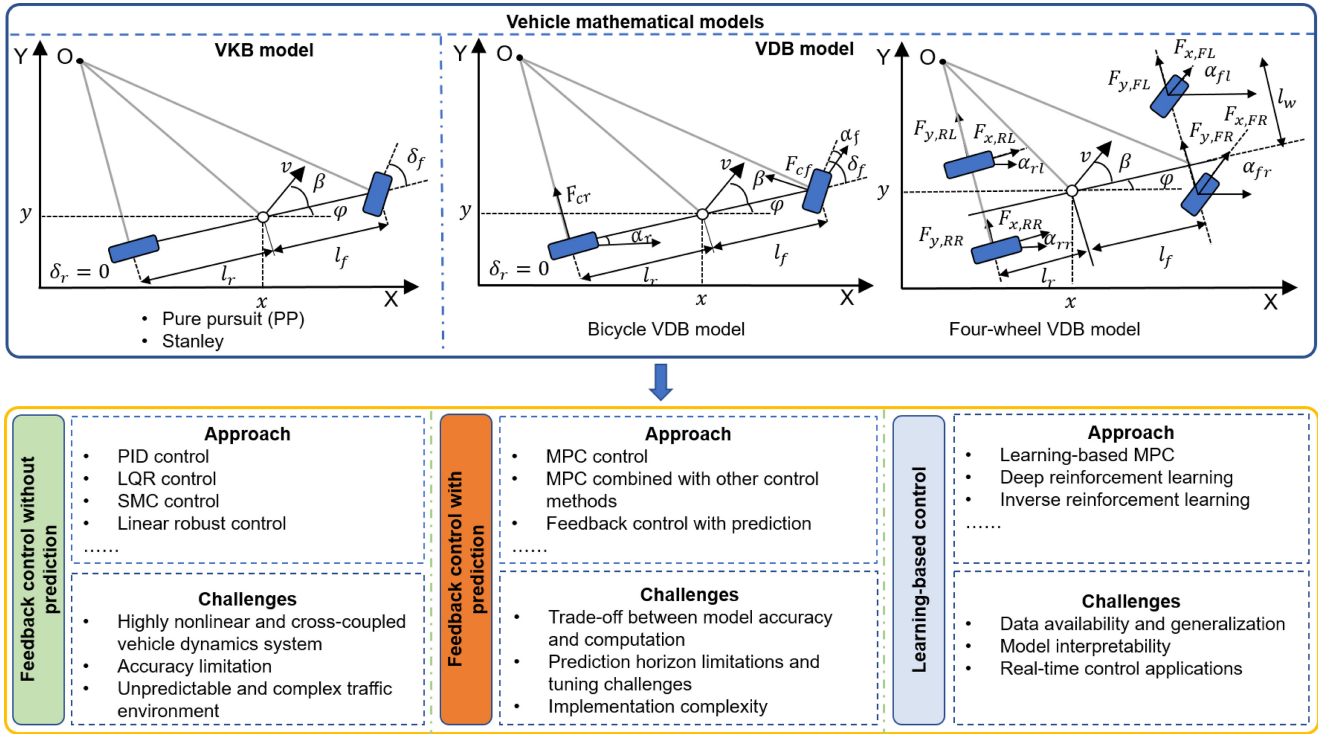 Vehicle mathematical models
VKB model
Y
O
v
β
φ
δ_f
y
δ_r = 0
l_r
l_f
x
X
• Pure pursuit (PP)
• Stanley
VDB model
Y
O
F_{cr}
v
β
F_{cf}
α_f
δ_f
φ
y
α_r
δ_r = 0
l_r
l_f
x
X
Bicycle VDB model
Y
O
F_{x,FL}
F_{y,FL}
α_{fl}
l_w
F_{x,FR}
F_{y,FR}
F_{y,RL}
F_{x,RL}
α_{rl}
v
β
φ
α_{fr}
y
F_{x,RR}
F_{y,RR}
α_{rr}
l_r
l_f
x
X
Four-wheel VDB model
Feedback control without
prediction
Approach
• PID control
• LQR control
• SMC control
• Linear robust control
......
Challenges
• Highly nonlinear and cross-coupled
vehicle dynamics system
• Accuracy limitation
• Unpredictable and complex traffic
environment
Feedback control with
prediction
Approach
• MPC control
• MPC combined with other control
methods
• Feedback control with prediction
......
Challenges
• Trade-off between model accuracy
and computation
• Prediction horizon limitations and
tuning challenges
• Implementation complexity
Learning-based control
Approach
• Learning-based MPC
• Deep reinforcement learning
• Inverse reinforcement learning
......
Challenges
• Data availability and generalization
• Model interpretability
• Real-time control applications